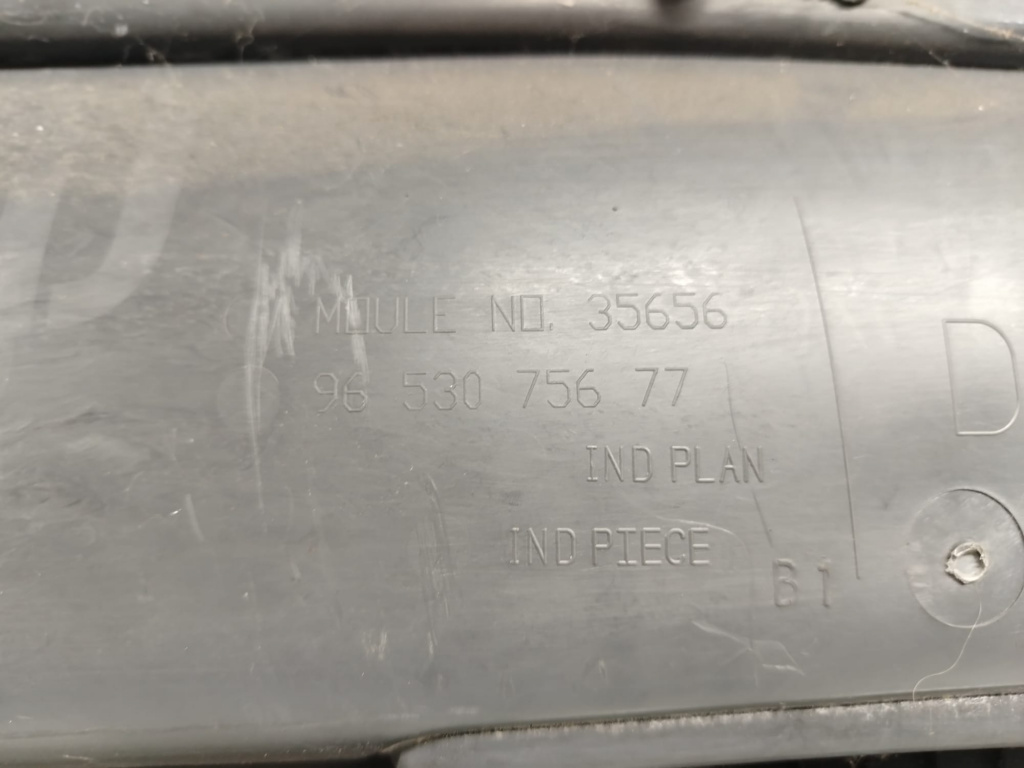 MOULE NO. 35656
96 530 756 77
IND PLAN
IND PIECE
B1
D